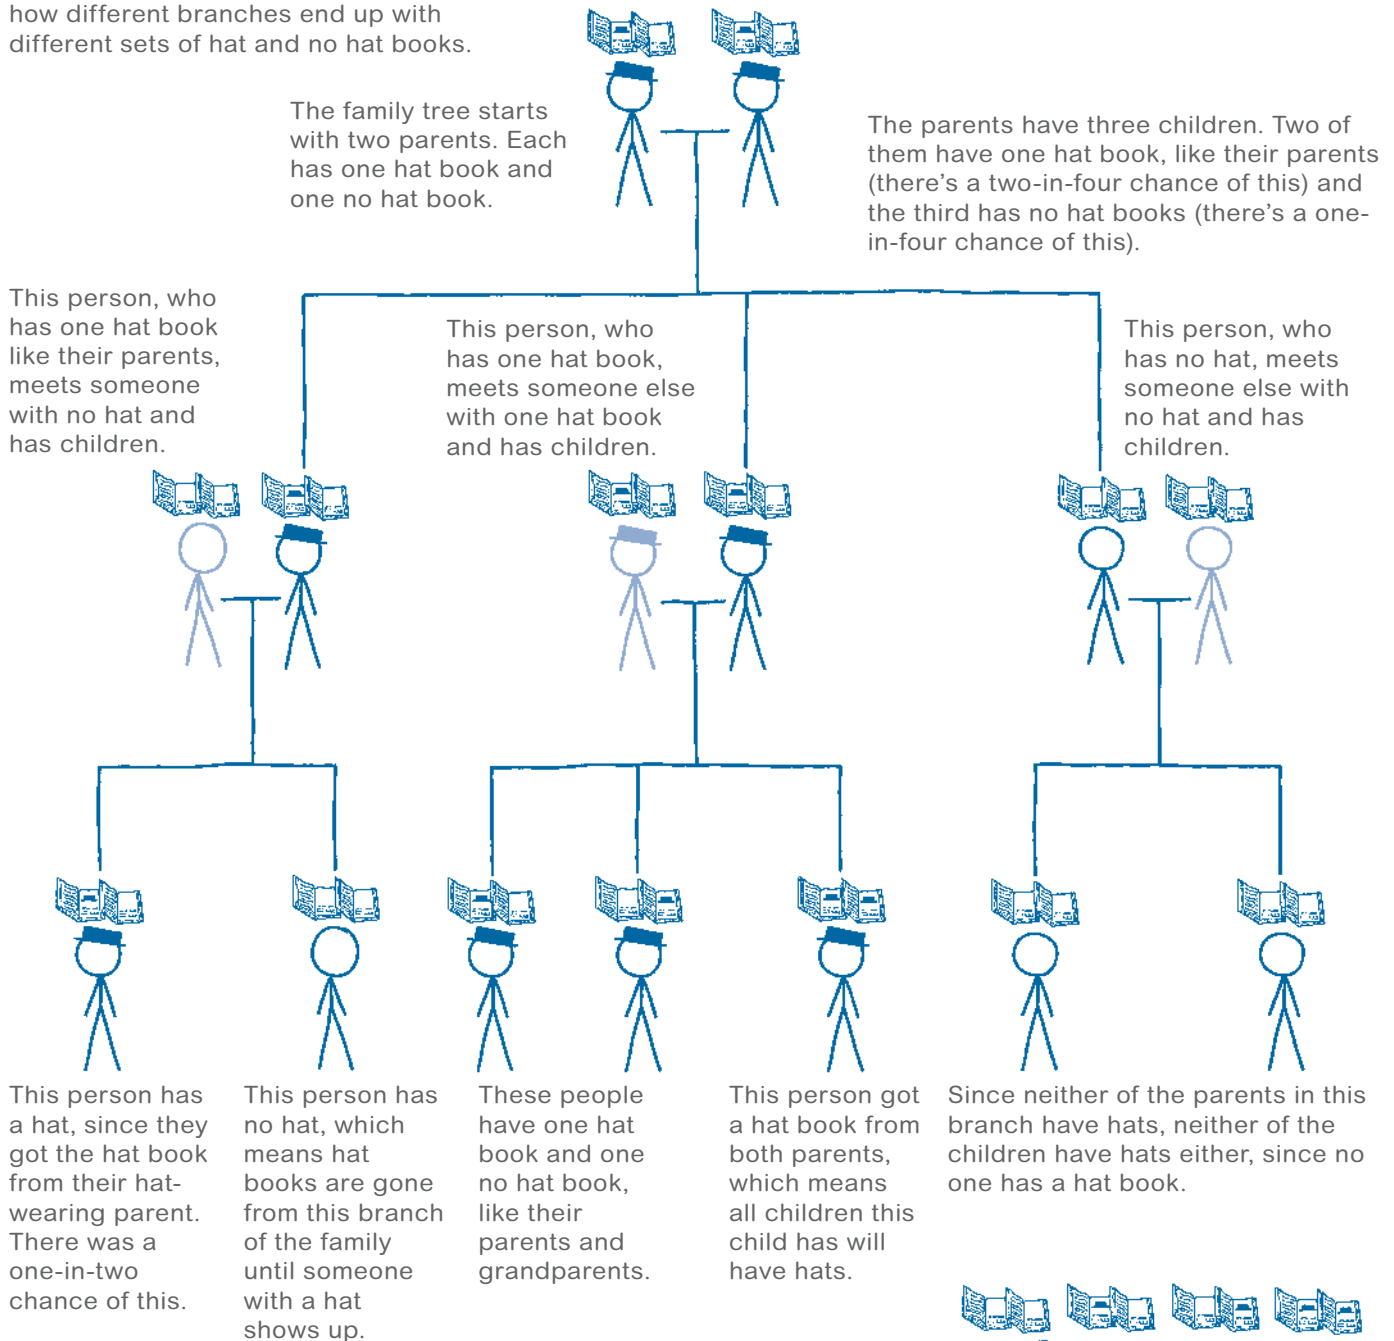 how different branches end up with
different sets of hat and no hat books.
The family tree starts
with two parents. Each
has one hat book and
one no hat book.
The parents have three children. Two of
them have one hat book, like their parents
(there's a two-in-four chance of this) and
the third has no hat books (there's a one-
in-four chance of this).
This person, who
has one hat book
like their parents,
meets someone
with no hat and
has children.
This person, who
has one hat book,
meets someone else
with one hat book
and has children.
This person, who
has no hat, meets
someone else with
no hat and has
children.
This person has
a hat, since they
got the hat book
from their hat-
wearing parent.
There was a
one-in-two
chance of this.
This person has
no hat, which
means hat
books are gone
from this branch
of the family
until someone
with a hat
shows up.
These people
have one hat
book and one
no hat book,
like their
parents and
grandparents.
This person got
a hat book from
both parents,
which means
all children this
child has will
have hats.
Since neither of the parents in this
branch have hats, neither of the
children have hats either, since no
one has a hat book.